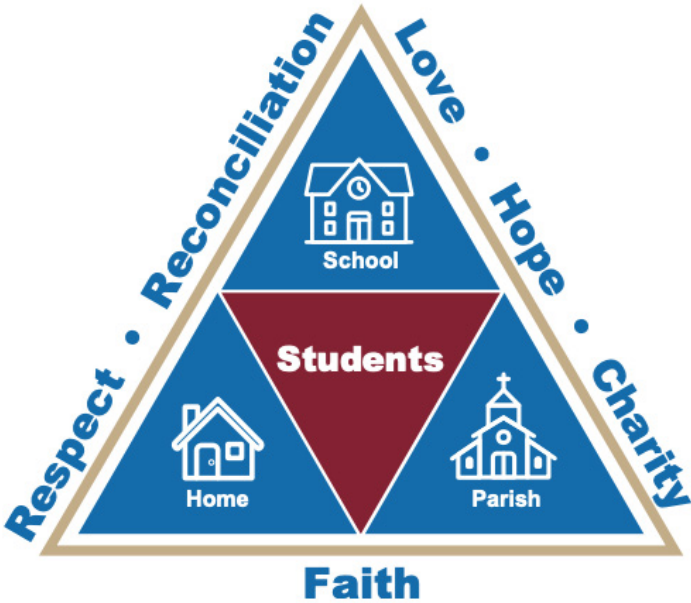 Respect • Reconciliation
Love • Hope • Charity
School
Students
Home
Parish
Faith